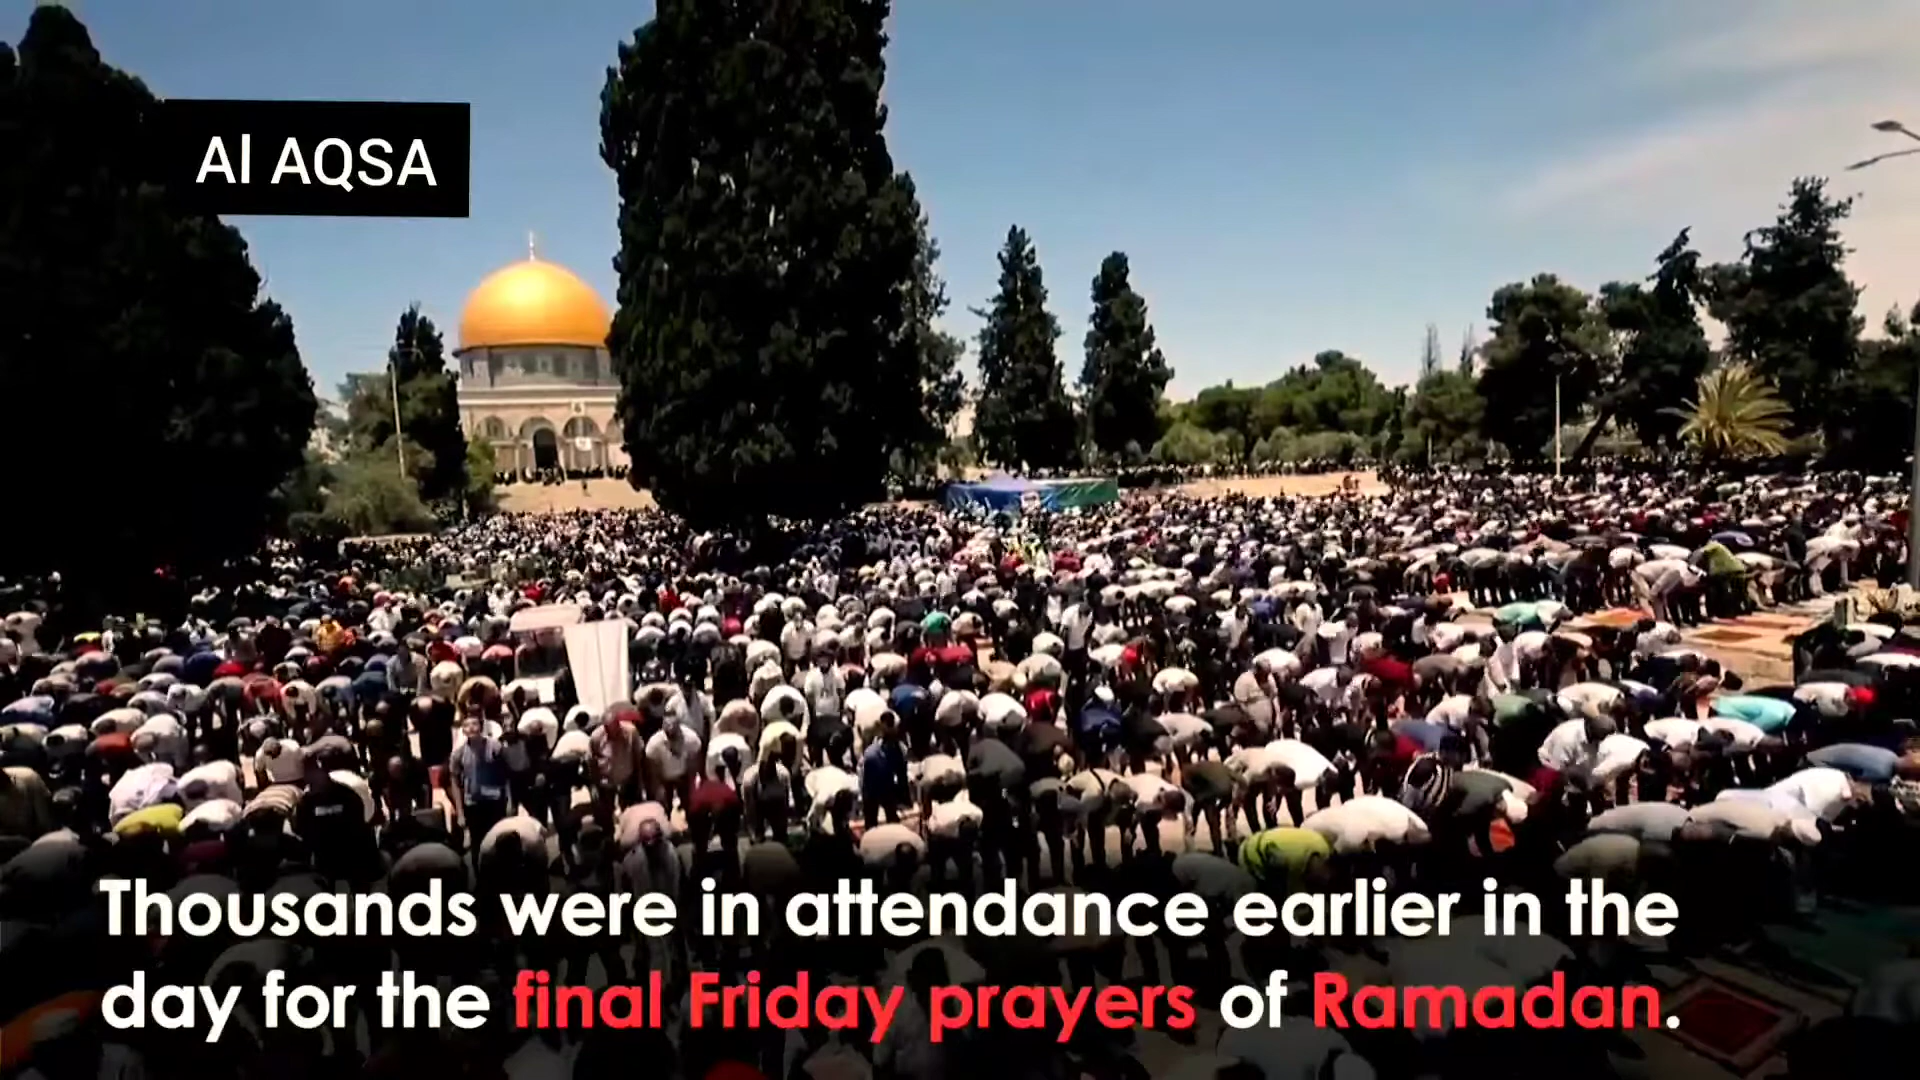 Al AQSA
Thousands were in attendance earlier in the
day for the final Friday prayers of Ramadan.